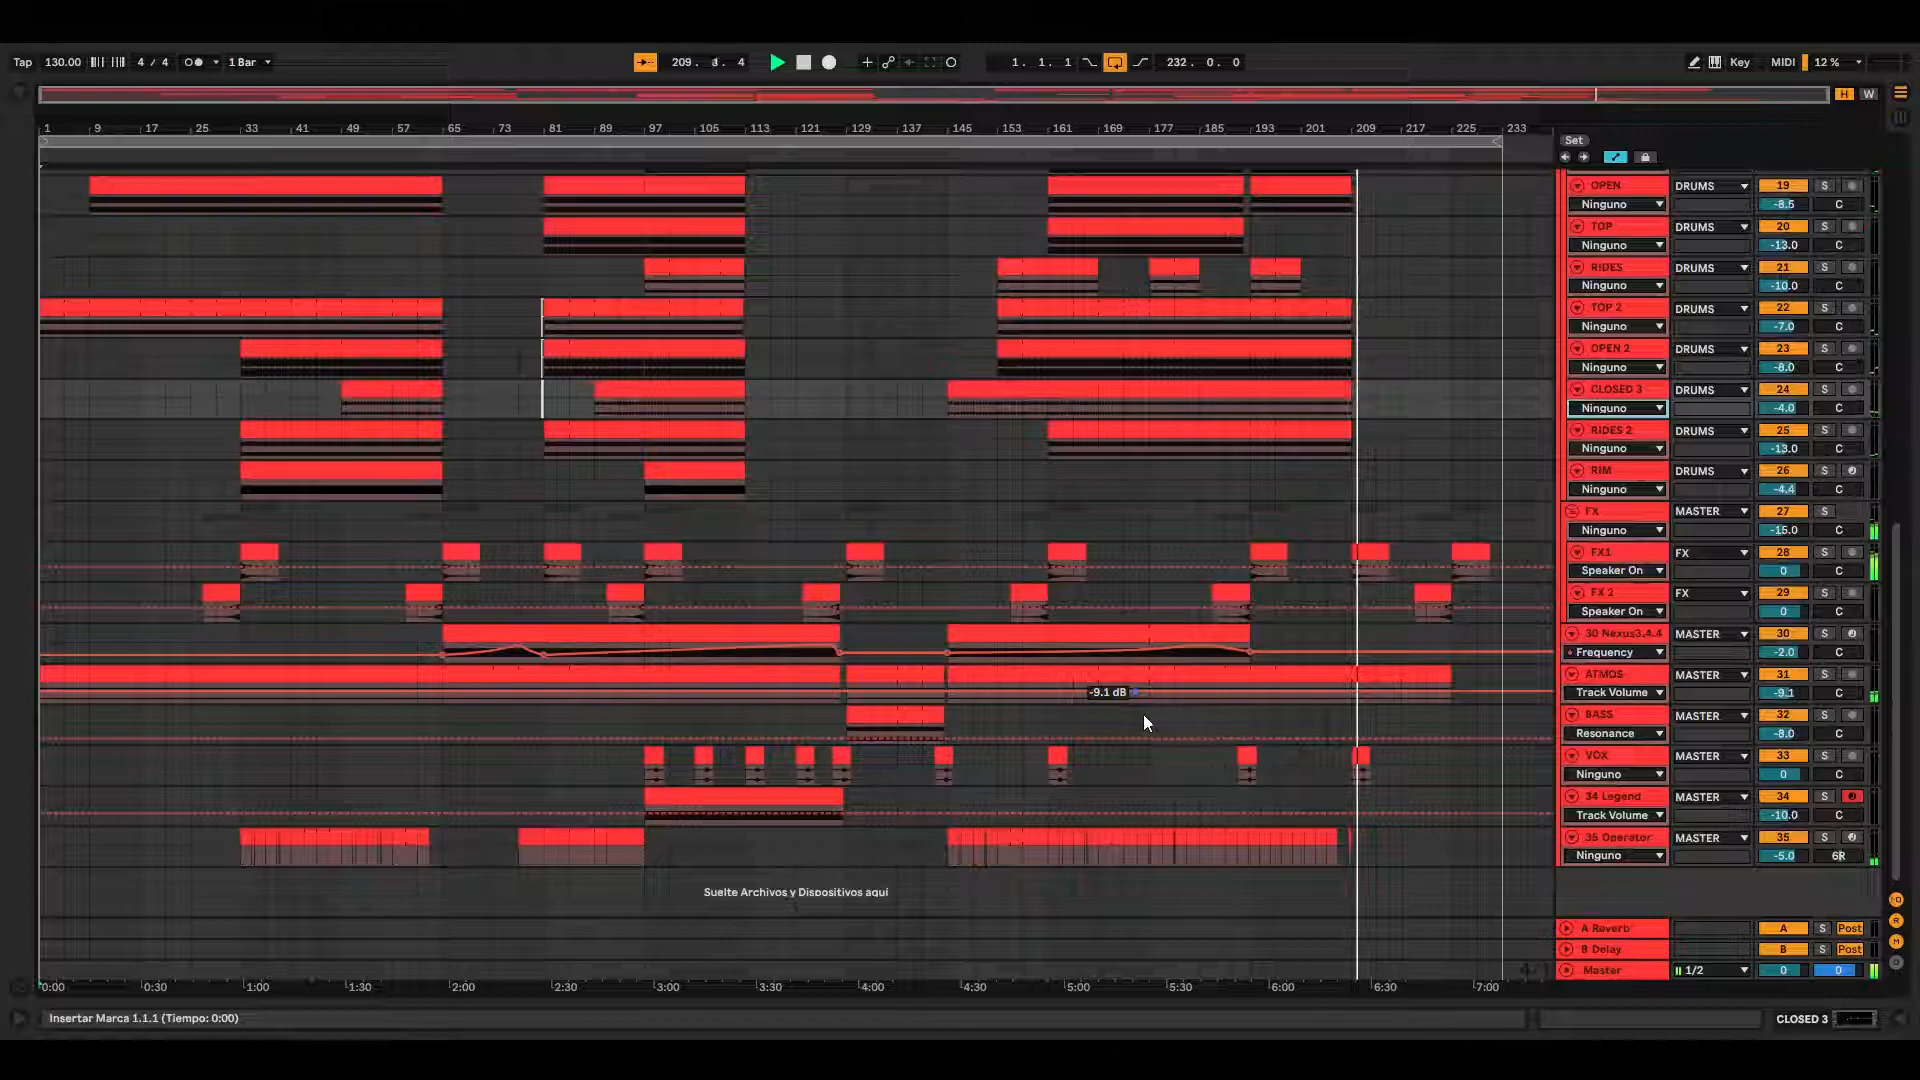 Tap 130.00 4 / 4 1 Bar 209. 4 1. 1. 1 232. 0. 0 Key MIDI 12 %
H W
1 9 17 25 33 41 49 57 65 73 81 89 97 105 113 121 129 137 145 153 161 169 177 185 193 201 209 217 225 233
Set
OPEN DRUMS 19 S
Ninguno -8.5 C
TOP DRUMS 20 S
Ninguno -13.0 C
RIDES DRUMS 21 S
Ninguno -10.0 C
TOP 2 DRUMS 22 S
Ninguno -7.0 C
OPEN 2 DRUMS 23 S
Ninguno -8.0 C
CLOSED 3 DRUMS 24 S
Ninguno -4.0 C
RIDES 2 DRUMS 25 S
Ninguno -13.0 C
RIM DRUMS 26 S
Ninguno -4.4 C
FX MASTER 27 S
Ninguno -15.0 C
FX1 FX 28 S
Speaker On 0 C
FX 2 FX 29 S
Speaker On 0 C
30 Nexus3.4.4 MASTER 30 S
Frequency -2.0 C
ATMOS MASTER 31 S
-9.1 dB Track Volume -9.1 C
BASS MASTER 32 S
Resonance -8.0 C
VOX MASTER 33 S
Ninguno 0 C
34 Legend MASTER 34 S
Track Volume -10.0 C
35 Operator MASTER 35 S
Ninguno -5.0 6R
Suelte Archivos y Dispositivos aquí
A Reverb A S Post
B Delay B S Post
4/1 Master 1/2 0 0
0:00 0:30 1:00 1:30 2:00 2:30 3:00 3:30 4:00 4:30 5:00 5:30 6:00 6:30 7:00
Insertar Marca 1.1.1 (Tiempo: 0:00) CLOSED 3